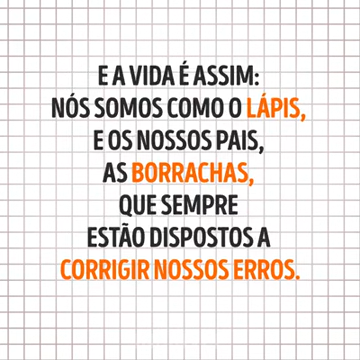 E A VIDA É ASSIM:
NÓS SOMOS COMO O LÁPIS,
E OS NOSSOS PAIS,
AS BORRACHAS,
QUE SEMPRE
ESTÃO DISPOSTOS A
CORRIGIR NOSSOS ERROS.